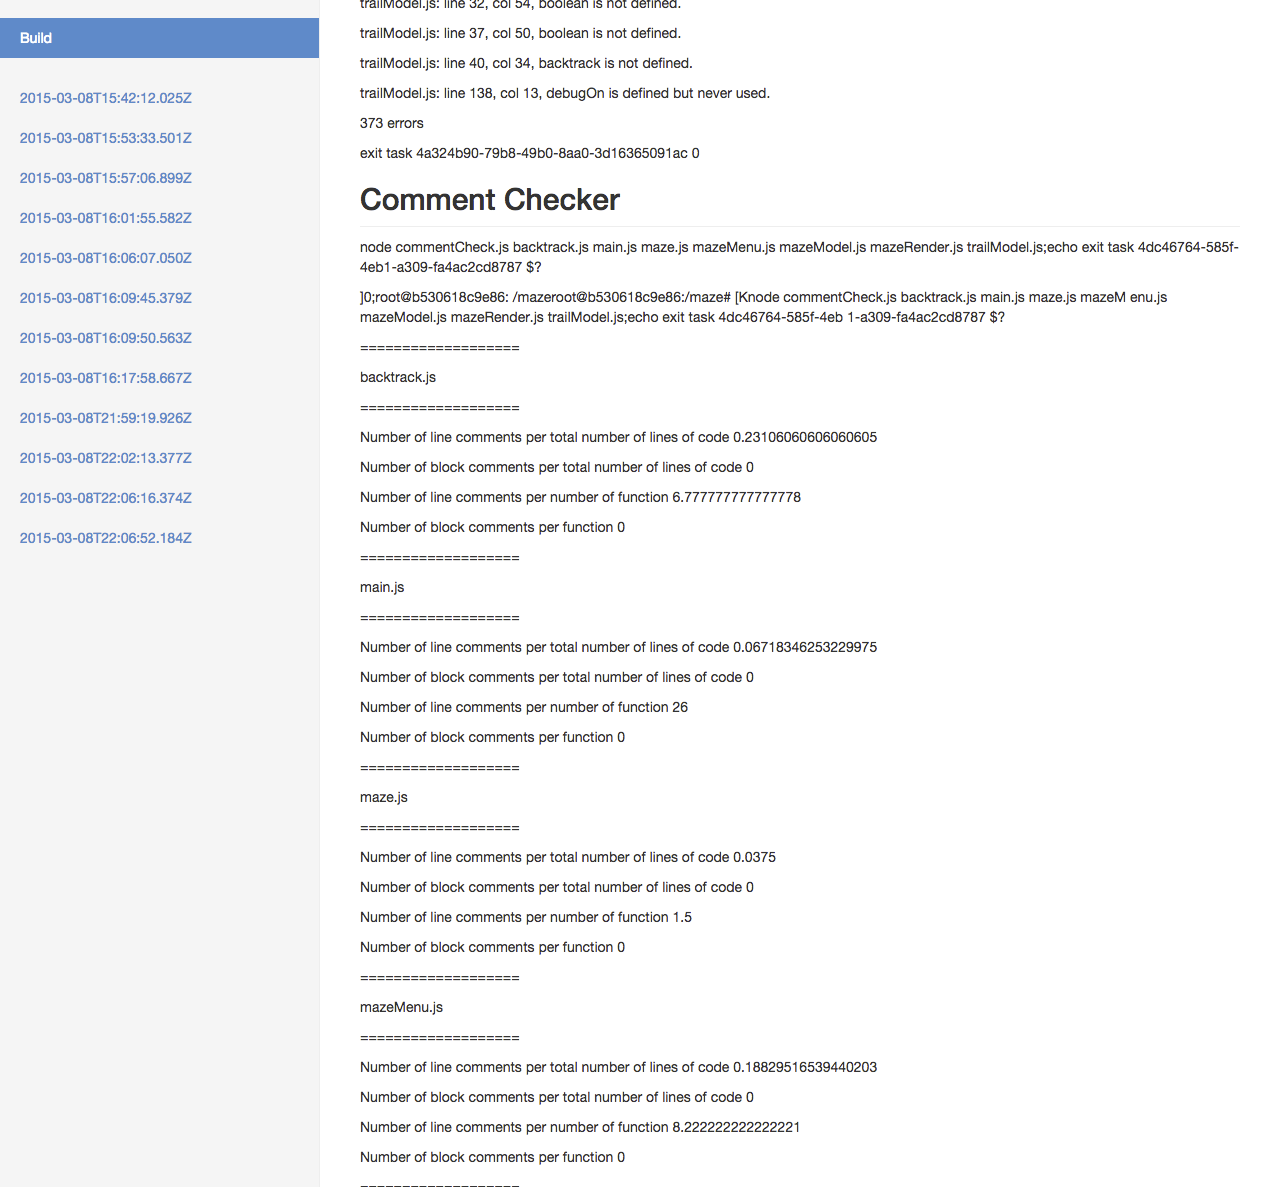 Build
2015-03-08T15:42:12.025Z
2015-03-08T15:53:33.501Z
2015-03-08T15:57:06.899Z
2015-03-08T16:01:55.582Z
2015-03-08T16:06:07.050Z
2015-03-08T16:09:45.379Z
2015-03-08T16:09:50.563Z
2015-03-08T16:17:58.667Z
2015-03-08T21:59:19.926Z
2015-03-08T22:02:13.377Z
2015-03-08T22:06:16.374Z
2015-03-08T22:06:52.184Z
trailModel.js: line 32, col 54, boolean is not defined.
trailModel.js: line 37, col 50, boolean is not defined.
trailModel.js: line 40, col 34, backtrack is not defined.
trailModel.js: line 138, col 13, debugOn is defined but never used.
373 errors
exit task 4a324b90-79b8-49b0-8aa0-3d16365091ac 0
Comment Checker
node commentCheck.js backtrack.js main.js maze.js mazeMenu.js mazeModel.js mazeRender.js trailModel.js;echo exit task 4dc46764-585f-
4eb1-a309-fa4ac2cd8787 $?
]0;root@b530618c9e86: /mazeroot@b530618c9e86:/maze# [Knode commentCheck.js backtrack.js main.js maze.js mazeM enu.js
mazeModel.js mazeRender.js trailModel.js;echo exit task 4dc46764-585f-4eb 1-a309-fa4ac2cd8787 $?
===================
backtrack.js
===================
Number of line comments per total number of lines of code 0.23106060606060605
Number of block comments per total number of lines of code 0
Number of line comments per number of function 6.777777777777778
Number of block comments per function 0
===================
main.js
===================
Number of line comments per total number of lines of code 0.06718346253229975
Number of block comments per total number of lines of code 0
Number of line comments per number of function 26
Number of block comments per function 0
===================
maze.js
===================
Number of line comments per total number of lines of code 0.0375
Number of block comments per total number of lines of code 0
Number of line comments per number of function 1.5
Number of block comments per function 0
===================
mazeMenu.js
===================
Number of line comments per total number of lines of code 0.18829516539440203
Number of block comments per total number of lines of code 0
Number of line comments per number of function 8.222222222222221
Number of block comments per function 0
===================